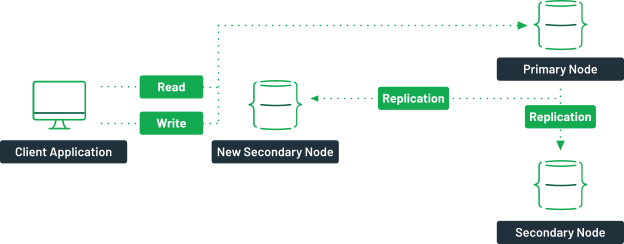 Primary Node
Read
Replication
Replication
Write
Client Application
New Secondary Node
Secondary Node